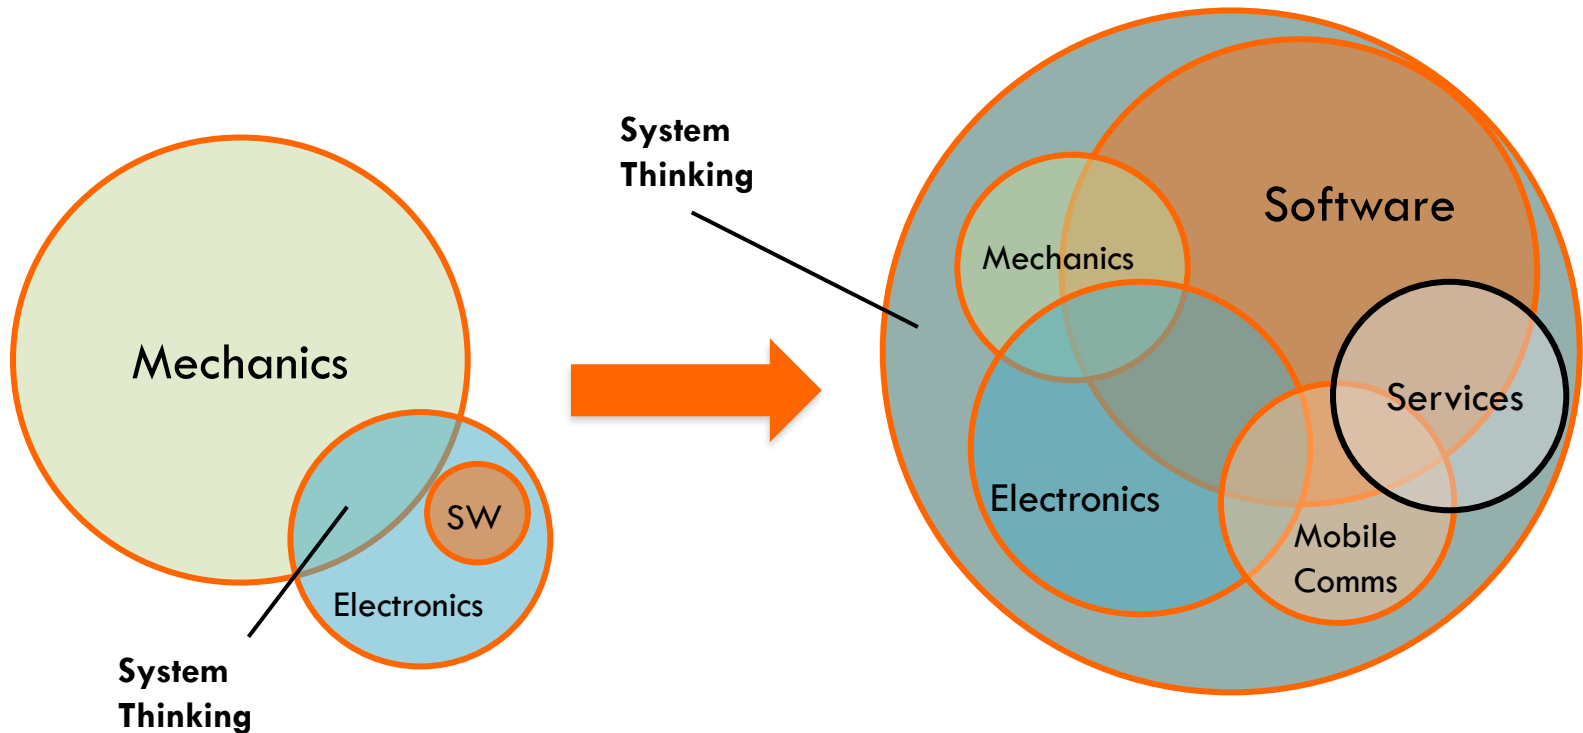 Mechanics
SW
Electronics
System
Thinking
System
Thinking
Software
Mechanics
Services
Electronics
Mobile
Comms